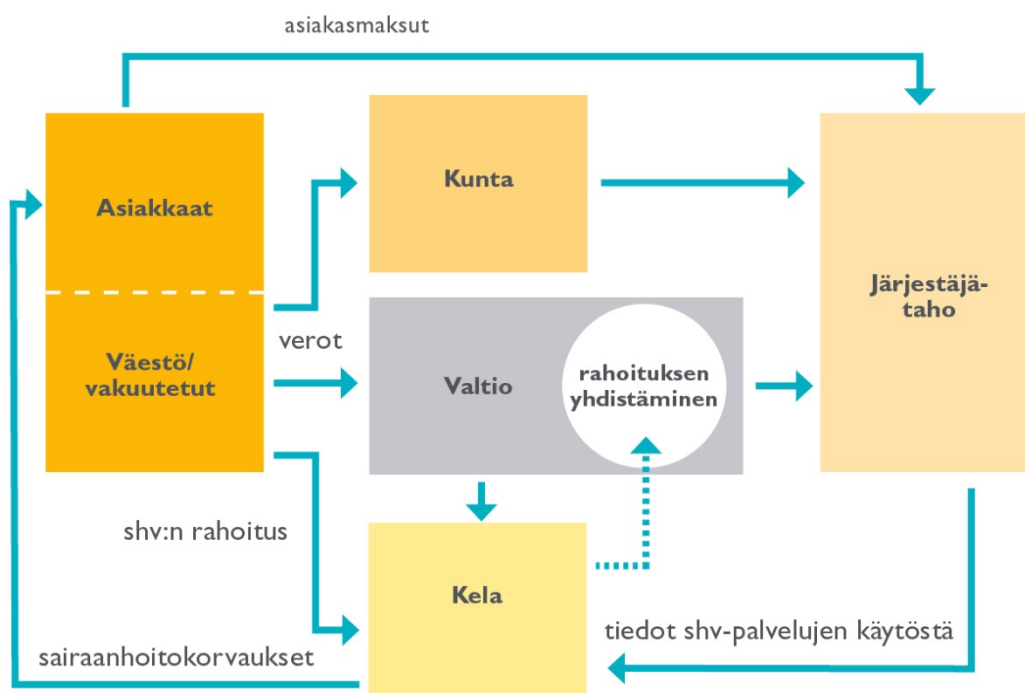 asiakasmaksut
Asiakkaat
Kunta
Järjestäjä-
taho
Väestö/
vakuutetut
verot
Valtio
rahoituksen
yhdistäminen
shv:n rahoitus
Kela
sairaanhoitokorvaukset
tiedot shv-palvelujen käytöstä